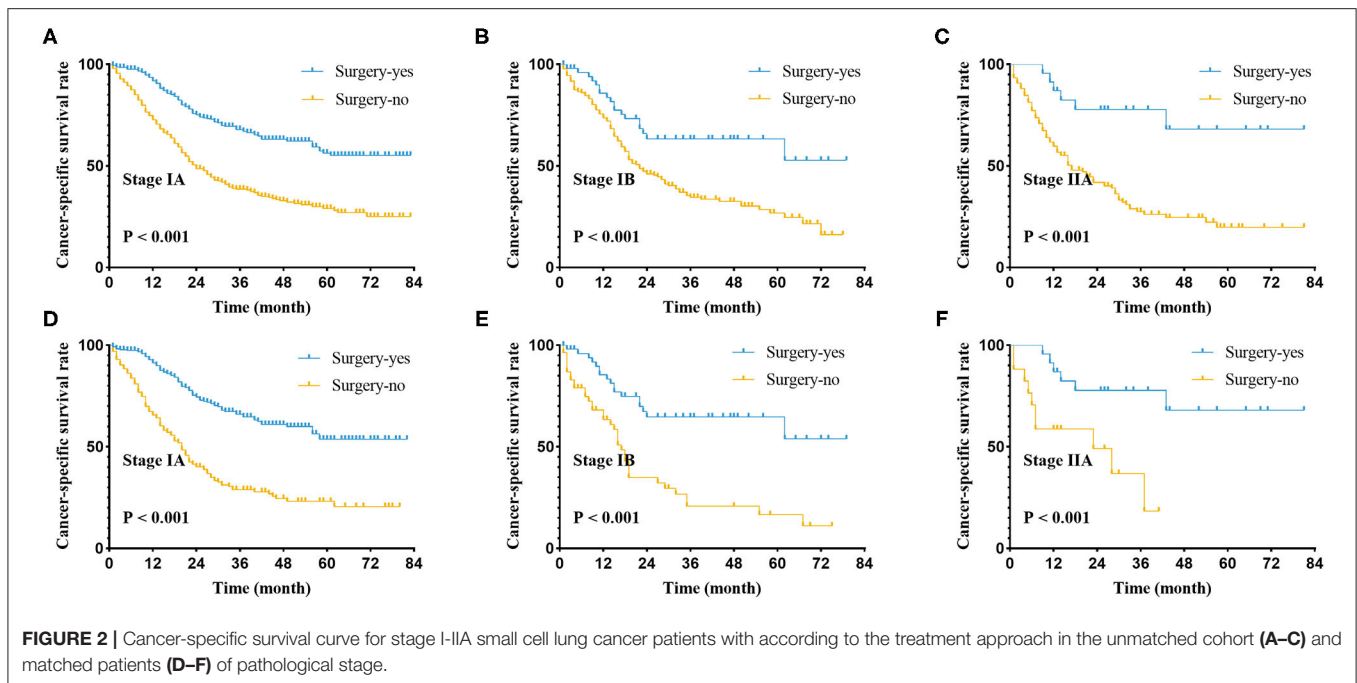 A
Cancer-specific survival rate
100
50
0
Surgery-yes
Surgery-no
Stage IA
P < 0.001
0 12 24 36 48 60 72 84
Time (month)
B
Cancer-specific survival rate
100
50
0
Surgery-yes
Surgery-no
Stage IB
P < 0.001
0 12 24 36 48 60 72 84
Time (month)
C
Cancer-specific survival rate
100
50
0
Surgery-yes
Surgery-no
Stage IIA
P < 0.001
0 12 24 36 48 60 72 84
Time (month)
D
Cancer-specific survival rate
100
50
0
Surgery-yes
Surgery-no
Stage IA
P < 0.001
0 12 24 36 48 60 72 84
Time (month)
E
Cancer-specific survival rate
100
50
0
Surgery-yes
Surgery-no
Stage IB
P < 0.001
0 12 24 36 48 60 72 84
Time (month)
F
Cancer-specific survival rate
100
50
0
Surgery-yes
Surgery-no
Stage IIA
P < 0.001
0 12 24 36 48 60 72 84
Time (month)
FIGURE 2 | Cancer-specific survival curve for stage I-IIA small cell lung cancer patients with according to the treatment approach in the unmatched cohort (A–C) and
matched patients (D–F) of pathological stage.